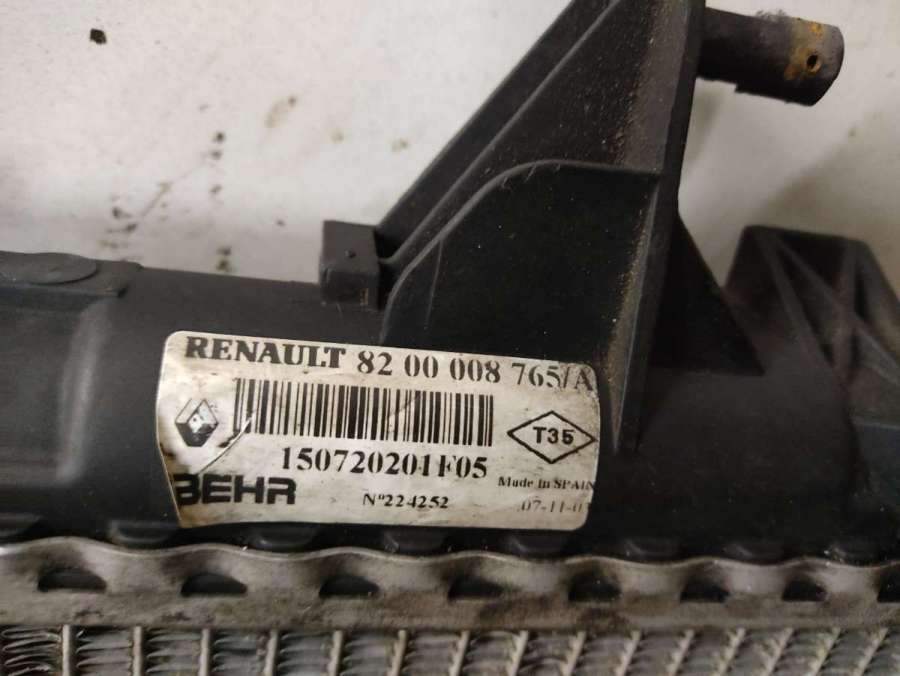 RENAULT 82 00 008 765/A
T35
150720201F05
Made In SPAIN
BEHR
N°224252